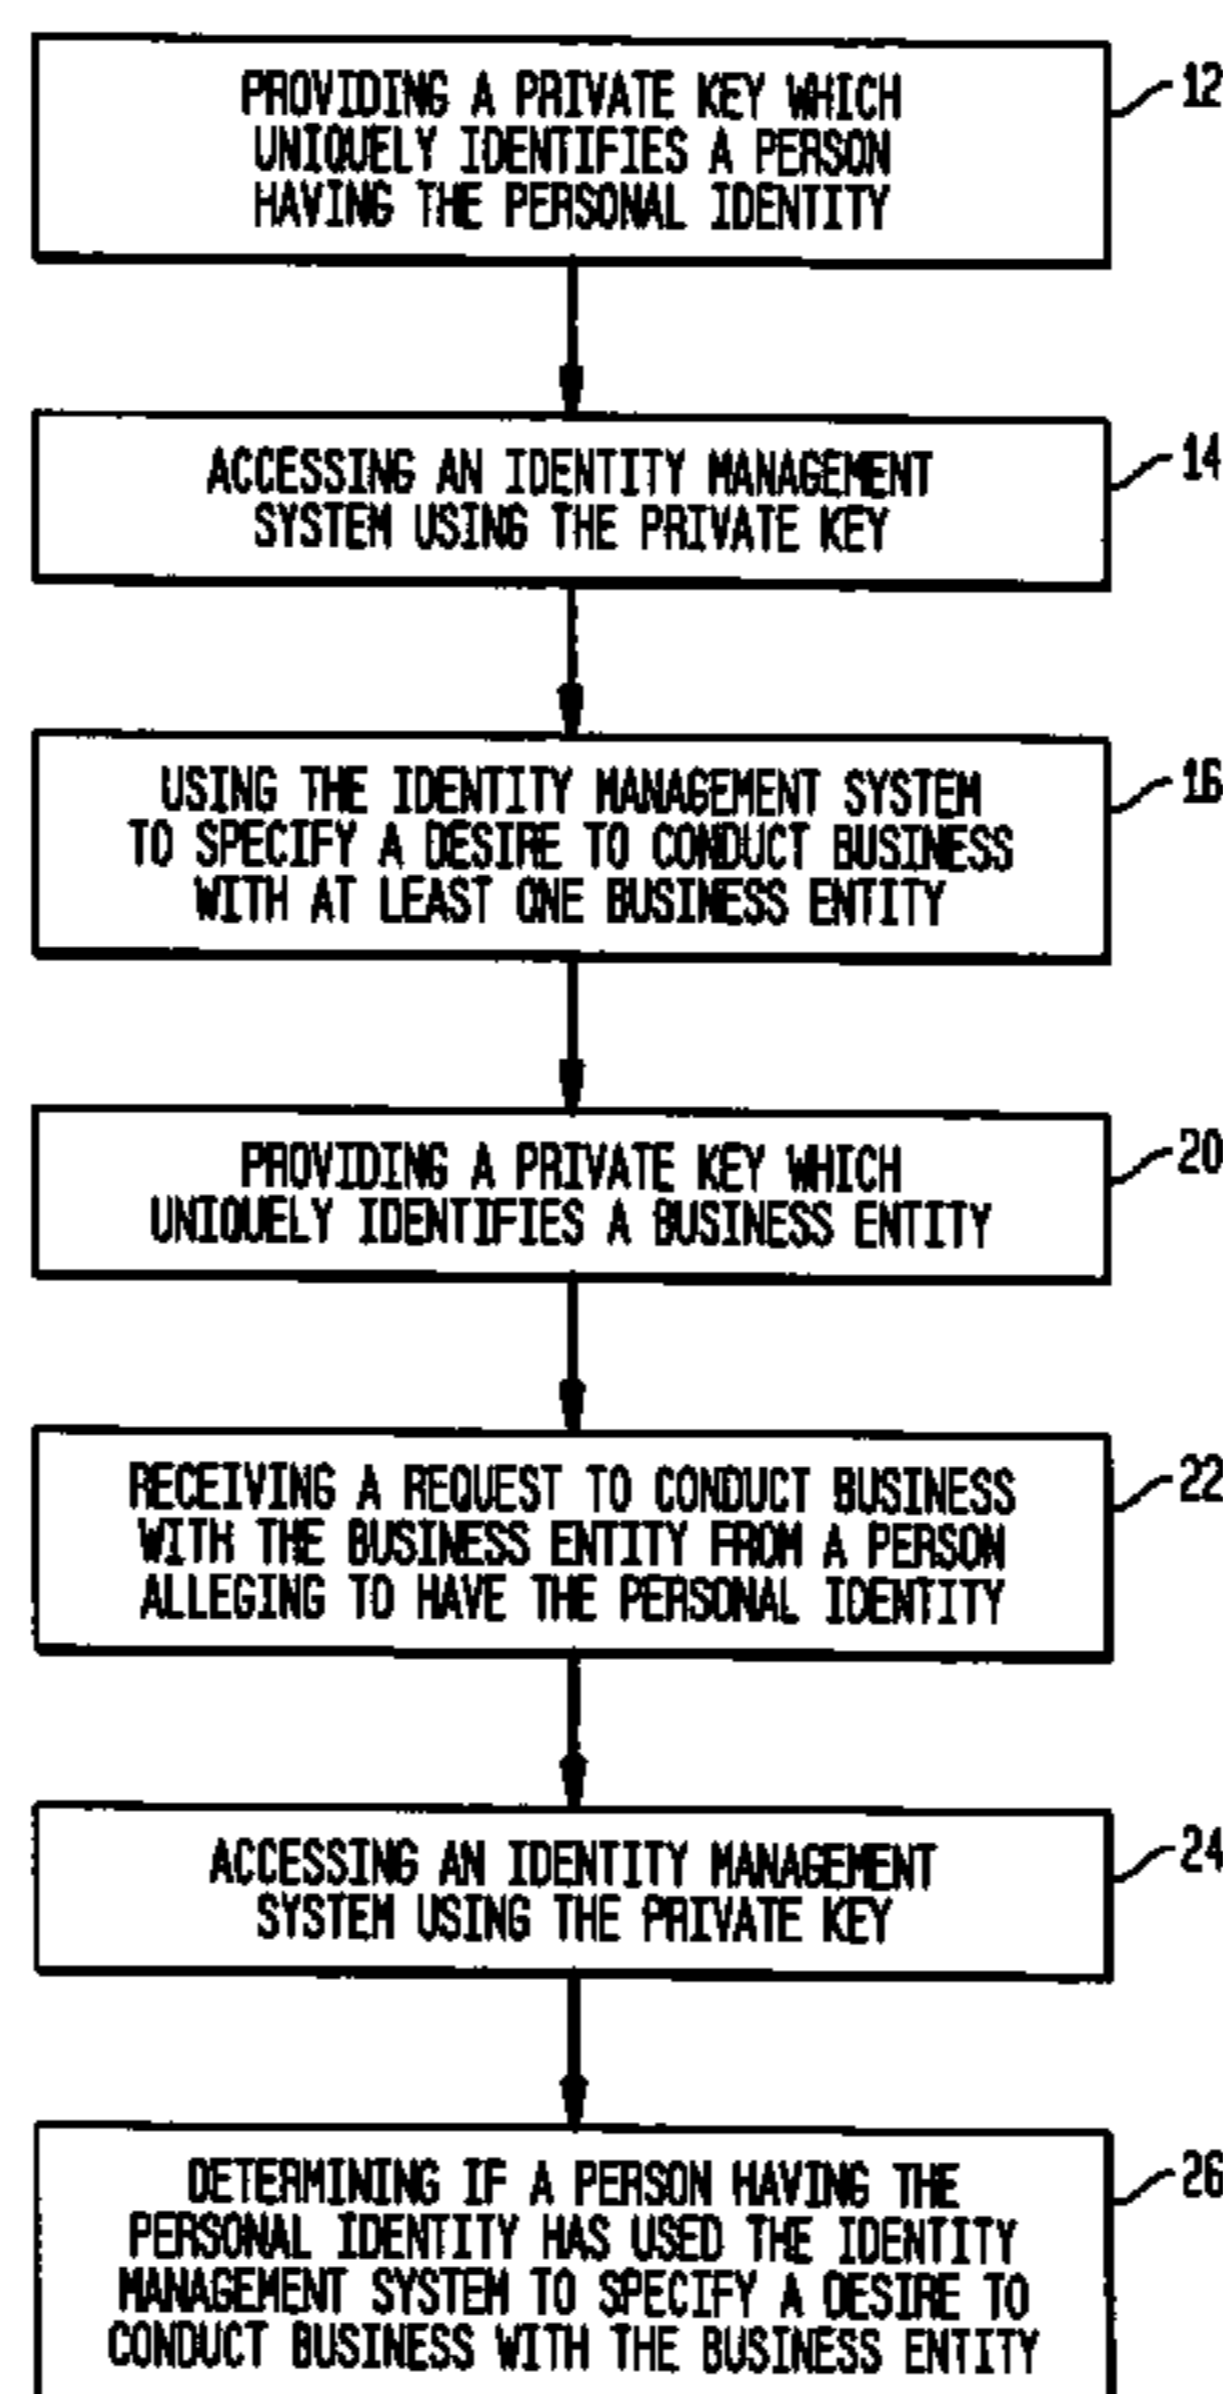 PROVIDING A PRIVATE KEY WHICH
UNIQUELY IDENTIFIES A PERSON
HAVING THE PERSONAL IDENTITY
12
ACCESSING AN IDENTITY MANAGEMENT
SYSTEM USING THE PRIVATE KEY
14
USING THE IDENTITY MANAGEMENT SYSTEM
TO SPECIFY A DESIRE TO CONDUCT BUSINESS
WITH AT LEAST ONE BUSINESS ENTITY
16
PROVIDING A PRIVATE KEY WHICH
UNIQUELY IDENTIFIES A BUSINESS ENTITY
20
RECEIVING A REQUEST TO CONDUCT BUSINESS
WITH THE BUSINESS ENTITY FROM A PERSON
ALLEGING TO HAVE THE PERSONAL IDENTITY
22
ACCESSING AN IDENTITY MANAGEMENT
SYSTEM USING THE PRIVATE KEY
24
DETERMINING IF A PERSON HAVING THE
PERSONAL IDENTITY HAS USED THE IDENTITY
MANAGEMENT SYSTEM TO SPECIFY A DESIRE TO
CONDUCT BUSINESS WITH THE BUSINESS ENTITY
26